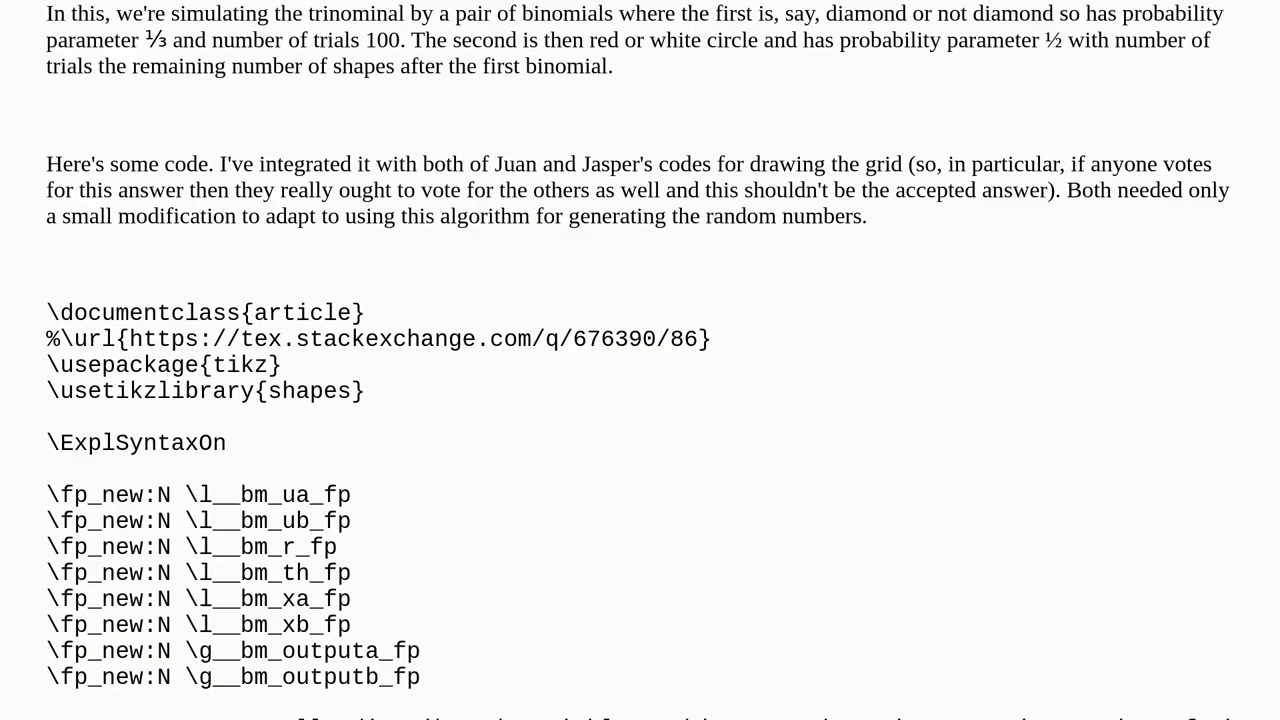 In this, we're simulating the trinominal by a pair of binomials where the first is, say, diamond or not diamond so has probability
parameter ⅓ and number of trials 100. The second is then red or white circle and has probability parameter ½ with number of
trials the remaining number of shapes after the first binomial.
Here's some code. I've integrated it with both of Juan and Jasper's codes for drawing the grid (so, in particular, if anyone votes
for this answer then they really ought to vote for the others as well and this shouldn't be the accepted answer). Both needed only
a small modification to adapt to using this algorithm for generating the random numbers.
\documentclass{article}
%\url{https://tex.stackexchange.com/q/676390/86}
\usepackage{tikz}
\usetikzlibrary{shapes}
\ExplSyntaxOn
\fp_new:N \l__bm_ua_fp
\fp_new:N \l__bm_ub_fp
\fp_new:N \l__bm_r_fp
\fp_new:N \l__bm_th_fp
\fp_new:N \l__bm_xa_fp
\fp_new:N \l__bm_xb_fp
\fp_new:N \g__bm_outputa_fp
\fp_new:N \g__bm_outputb_fp